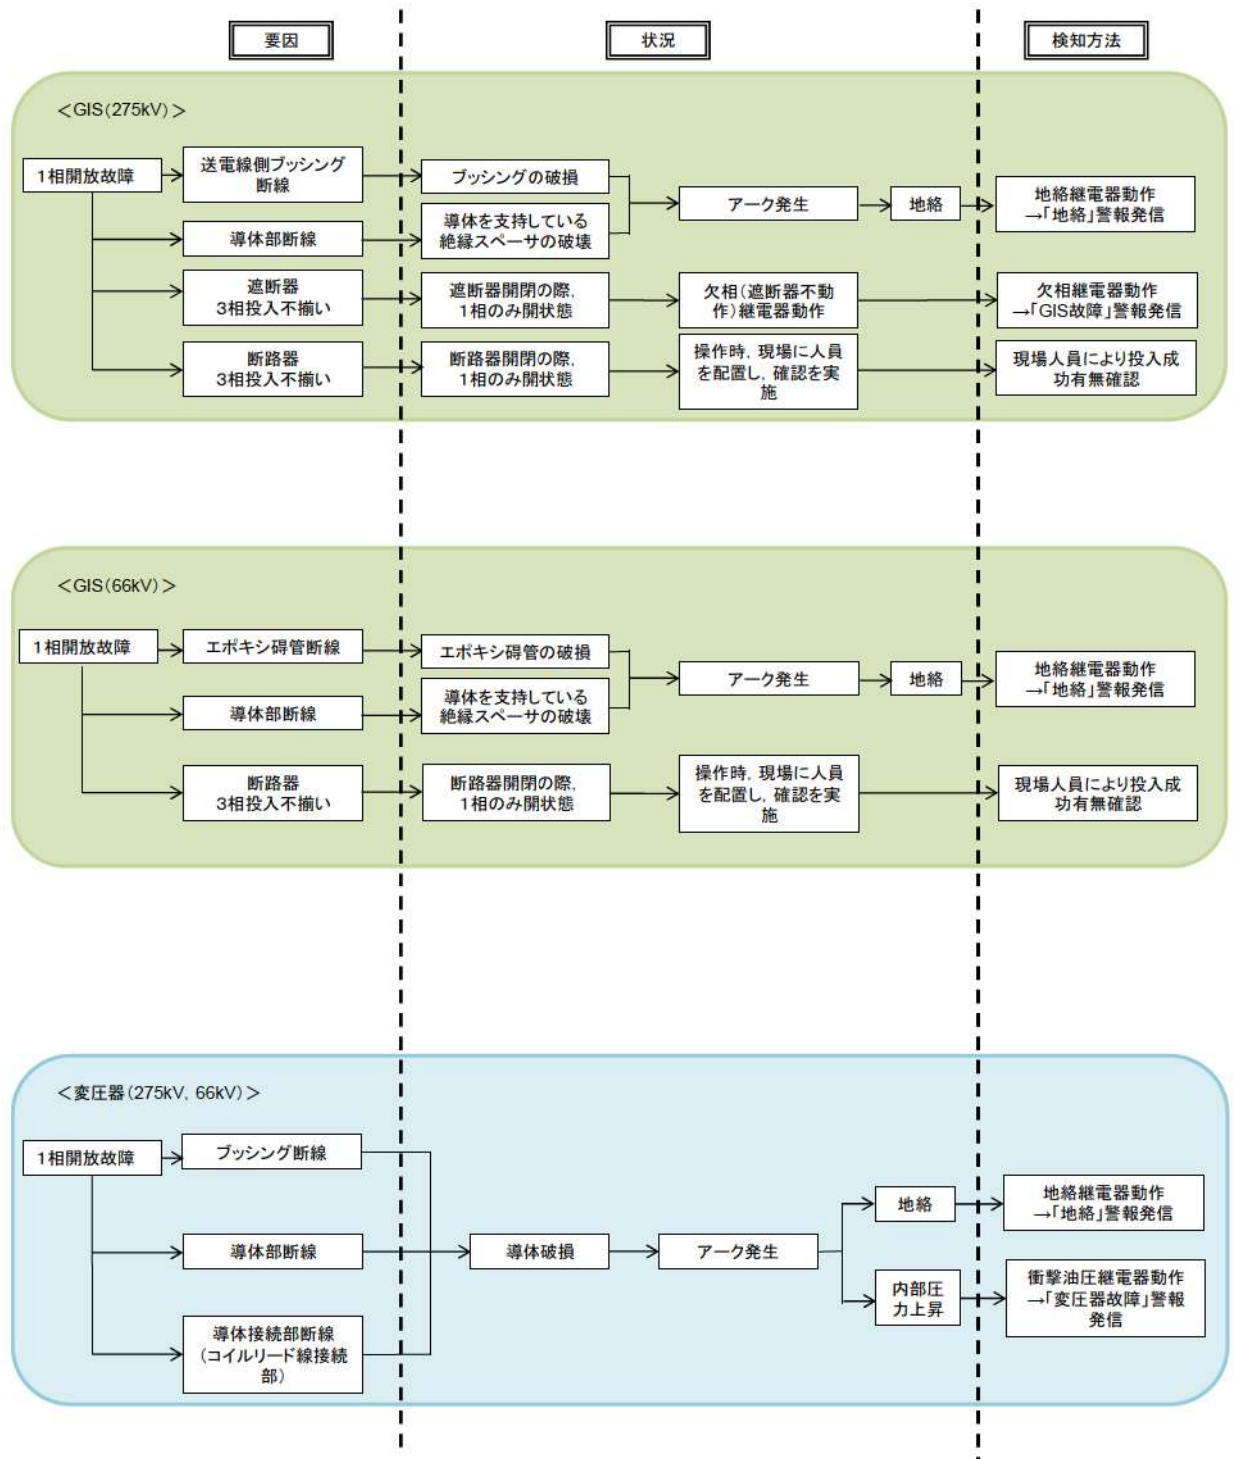 要因
状況
検知方法
＜GIS(275kV)＞
1相開放故障
送電線側ブッシング
断線
ブッシングの破損
アーク発生
地絡
地絡継電器動作
→「地絡」警報発信
導体部断線
導体を支持している
絶縁スペーサの破壊
遮断器
3相投入不揃い
遮断器開閉の際，
1相のみ開状態
欠相（遮断器不動
作）継電器動作
欠相継電器動作
→「GIS故障」警報発信
断路器
3相投入不揃い
断路器開閉の際，
1相のみ開状態
操作時，現場に人員
を配置し，確認を実
施
現場人員により投入成
功有無確認
＜GIS(66kV)＞
1相開放故障
エポキシ碍管断線
エポキシ碍管の破損
アーク発生
地絡
地絡継電器動作
→「地絡」警報発信
導体部断線
導体を支持している
絶縁スペーサの破壊
断路器
3相投入不揃い
断路器開閉の際，
1相のみ開状態
操作時，現場に人員
を配置し，確認を実
施
現場人員により投入成
功有無確認
＜変圧器(275kV，66kV)＞
1相開放故障
ブッシング断線
導体部断線
導体接続部断線
（コイルリード線接続
部）
導体破損
アーク発生
地絡
地絡継電器動作
→「地絡」警報発信
内部圧
力上昇
衝撃油圧継電器動作
→「変圧器故障」警報
発信